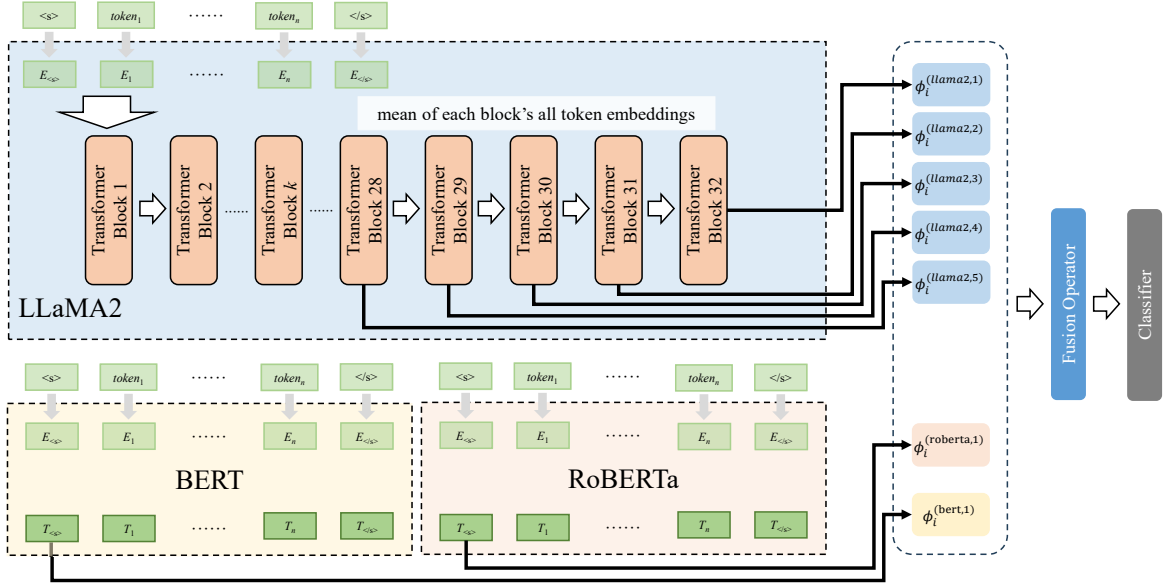 <s> token₁ ······ tokenₙ </s>
E<s> E₁ ······ Eₙ E</s>
mean of each block's all token embeddings
Transformer Block 1
Transformer Block 2
······
Transformer Block k
······
Transformer Block 28
Transformer Block 29
Transformer Block 30
Transformer Block 31
Transformer Block 32
LLaMA2
ϕᵢ^(llama2,1)
ϕᵢ^(llama2,2)
ϕᵢ^(llama2,3)
ϕᵢ^(llama2,4)
ϕᵢ^(llama2,5)
<s> token₁ ······ tokenₙ </s>
E<s> E₁ ······ Eₙ E</s>
BERT
T<s> T₁ ······ Tₙ T</s>
<s> token₁ ······ tokenₙ </s>
E<s> E₁ ······ Eₙ E</s>
RoBERTa
T<s> T₁ ······ Tₙ T</s>
ϕᵢ^(roberta,1)
ϕᵢ^(bert,1)
Fusion Operator
Classifier